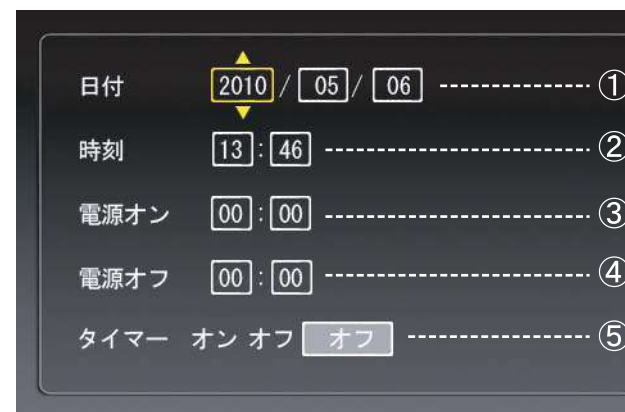 日付 2010 / 05 / 06 ①
時刻 13 : 46 ②
電源オン 00 : 00 ③
電源オフ 00 : 00 ④
タイマー オン オフ オフ ⑤